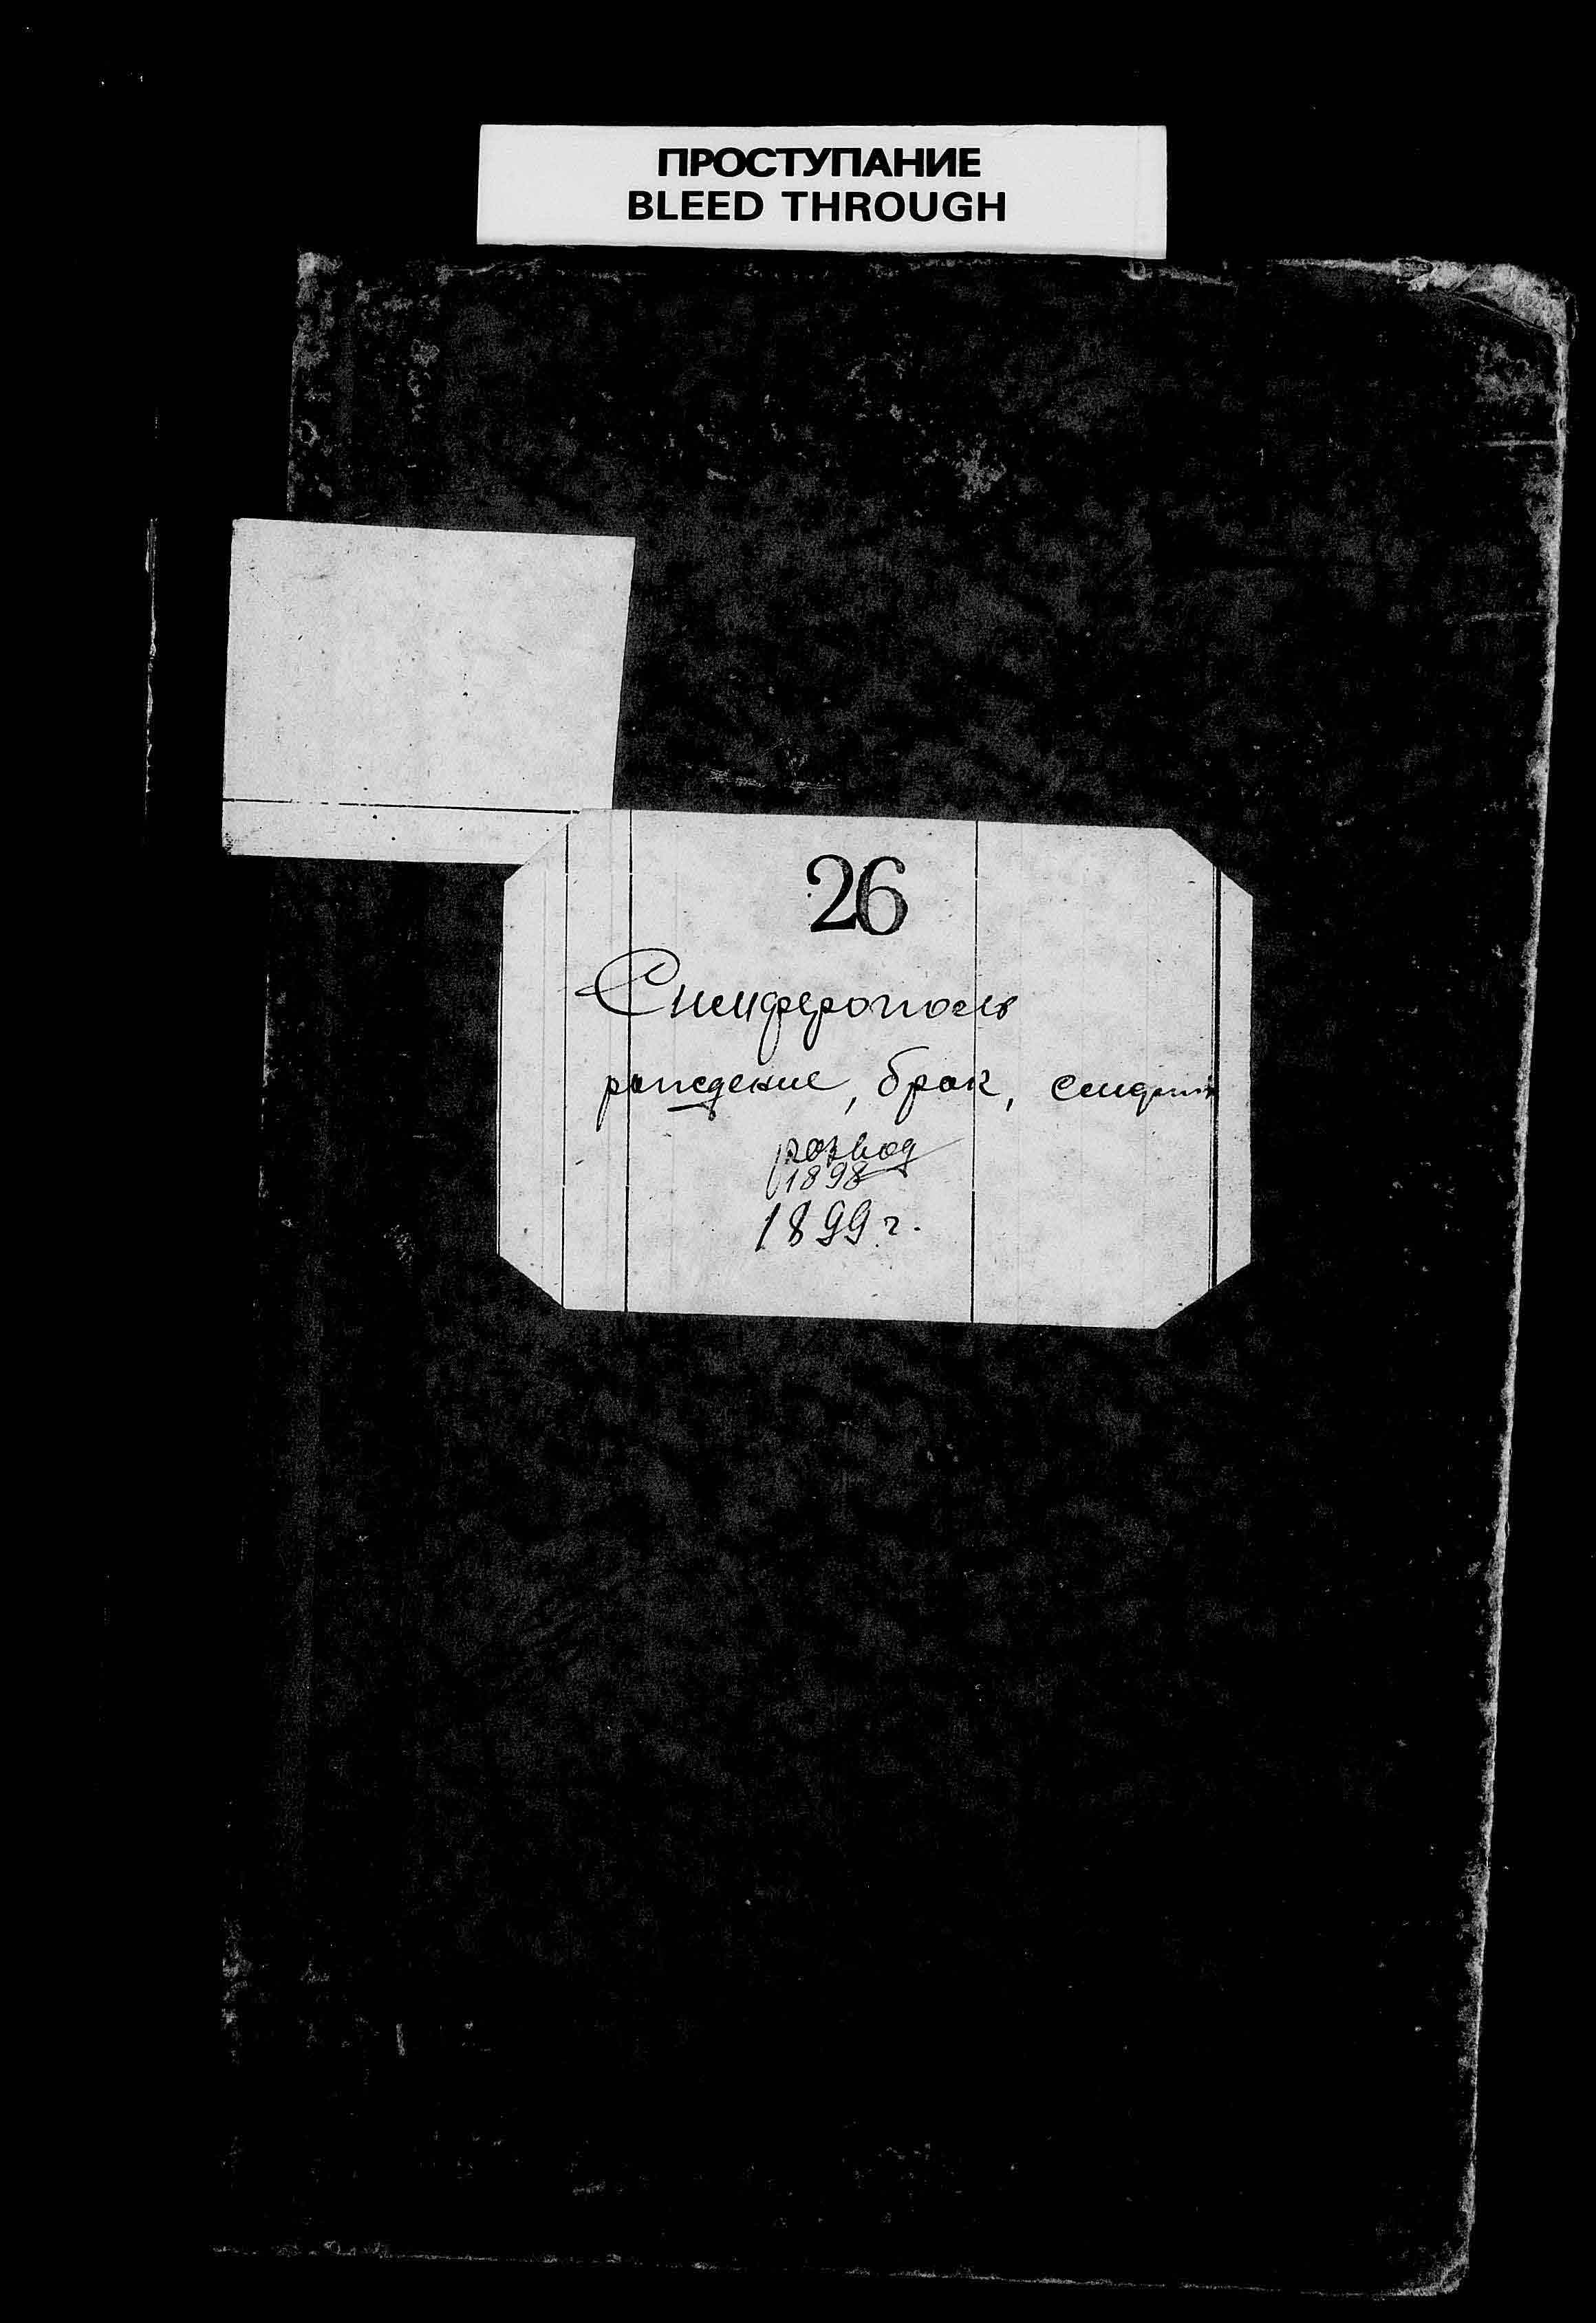 ПРОСТУПАНИЕ
BLEED THROUGH
26
Симферополь
рождение, брак, смерть
развод
1898
1899 г.